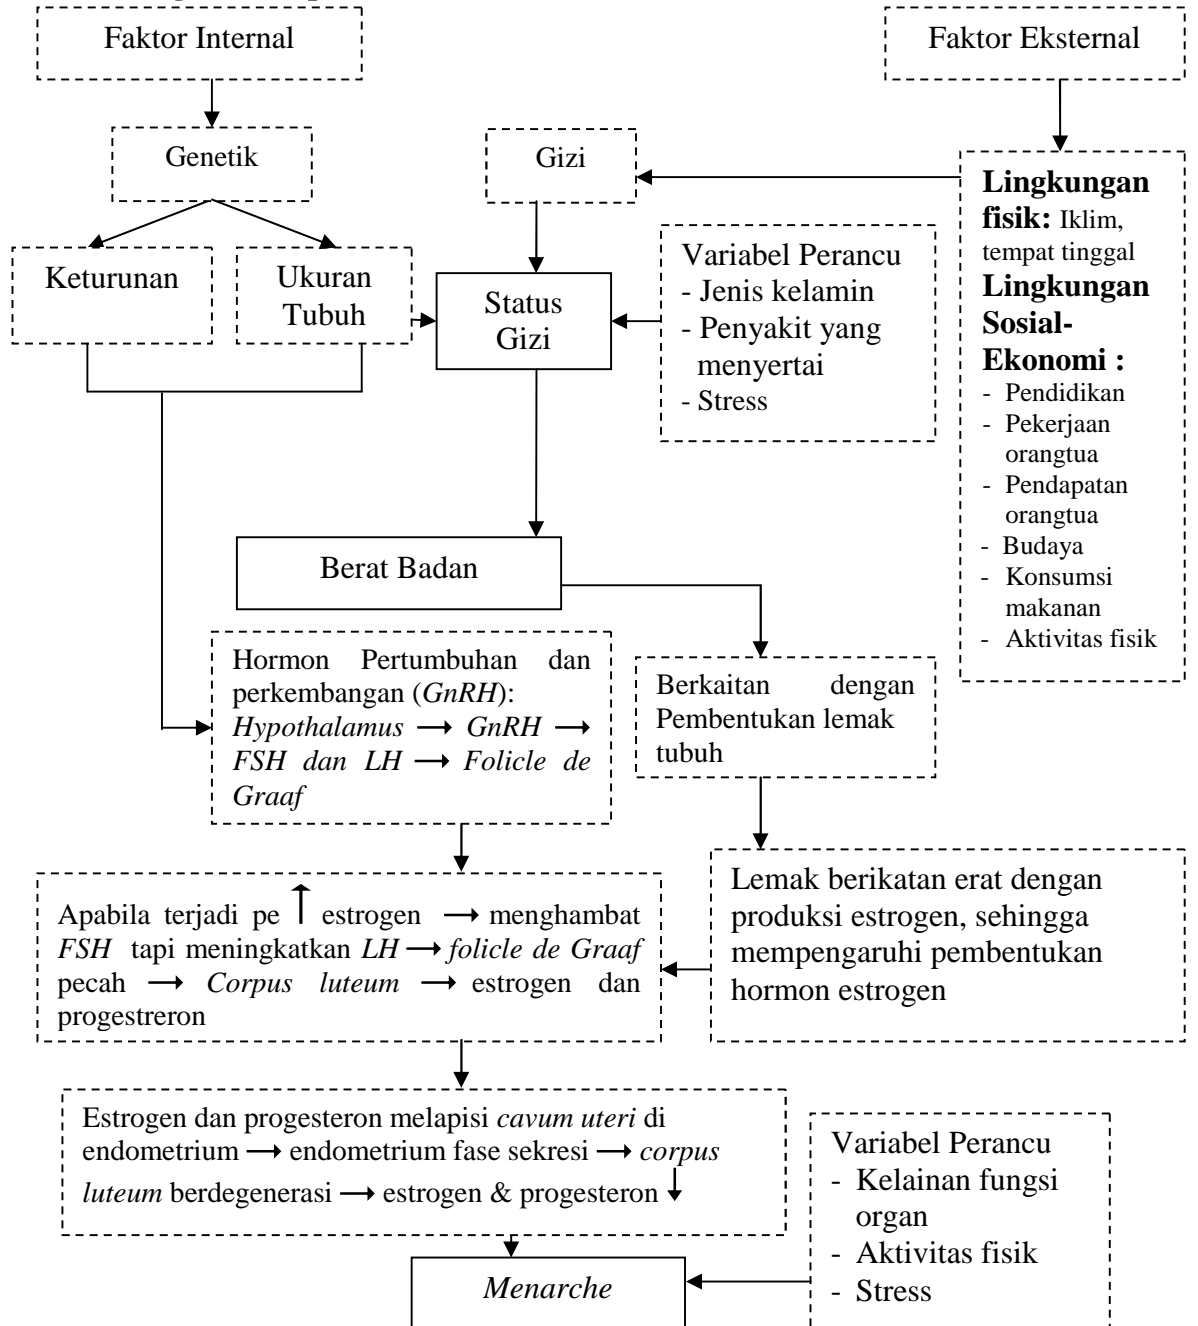 Faktor Internal
Faktor Eksternal
Genetik
Gizi
Keturunan
Ukuran
Tubuh
Status
Gizi
Variabel Perancu
- Jenis kelamin
- Penyakit yang
menyertai
- Stress
Lingkungan
fisik: Iklim,
tempat tinggal
Lingkungan
Sosial-
Ekonomi :
- Pendidikan
- Pekerjaan
orangtua
- Pendapatan
orangtua
- Budaya
- Konsumsi
makanan
- Aktivitas fisik
Berat Badan
Hormon Pertumbuhan dan
perkembangan (GnRH):
Hypothalamus → GnRH →
FSH dan LH → Folicle de
Graaf
Berkaitan dengan
Pembentukan lemak
tubuh
Apabila terjadi pe ↑ estrogen → menghambat
FSH tapi meningkatkan LH → folicle de Graaf
pecah → Corpus luteum → estrogen dan
progestreron
Lemak berikatan erat dengan
produksi estrogen, sehingga
mempengaruhi pembentukan
hormon estrogen
Estrogen dan progesteron melapisi cavum uteri di
endometrium → endometrium fase sekresi → corpus
luteum berdegenerasi → estrogen & progesteron ↓
Variabel Perancu
- Kelainan fungsi
organ
- Aktivitas fisik
- Stress
Menarche